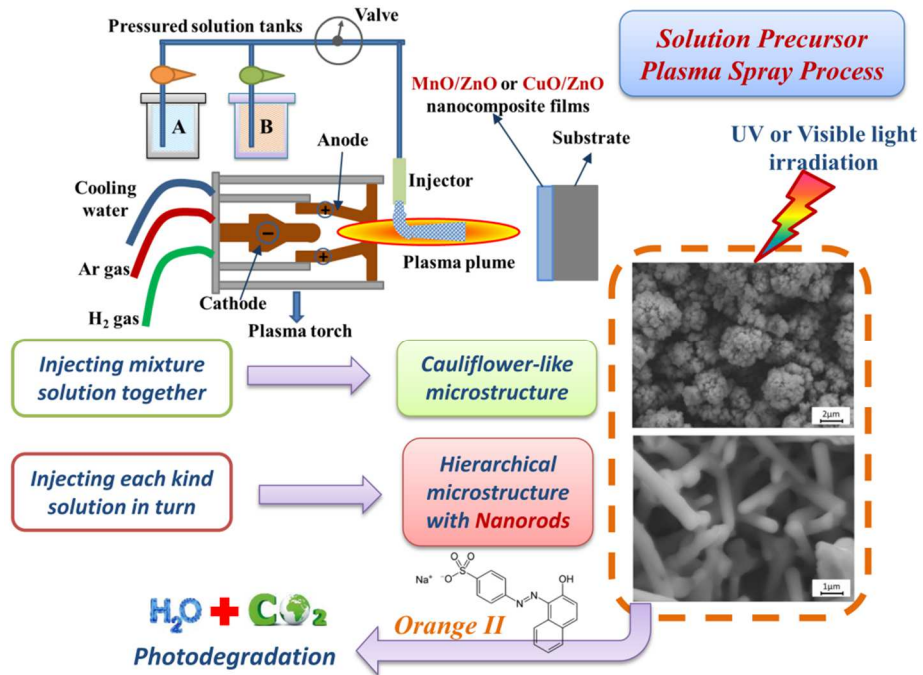 Pressured solution tanks
Valve
Solution Precursor
Plasma Spray Process
A
B
MnO/ZnO or CuO/ZnO
nanocomposite films
Substrate
UV or Visible light
irradiation
Anode
Injector
Cooling
water
+
-
+
Ar gas
Cathode
Plasma plume
H2 gas
Plasma torch
Injecting mixture
solution together
Cauliflower-like
microstructure
2μm
Injecting each kind
solution in turn
Hierarchical
microstructure
with Nanorods
1μm
Na+
-O
O
S
O
N
N
OH
H2O + CO2
Orange II
Photodegradation